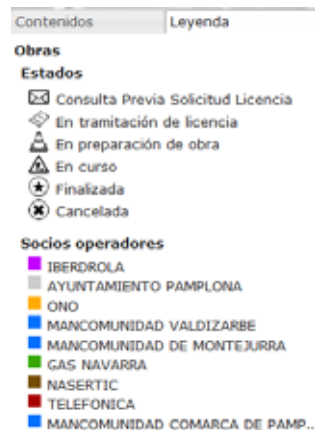 Contenidos
Leyenda
Obras
Estados
Consulta Previa Solicitud Licencia
En tramitación de licencia
En preparación de obra
En curso
Finalizada
Cancelada
Socios operadores
IBERDROLA
AYUNTAMIENTO PAMPLONA
ONO
MANCOMUNIDAD VALDIZARBE
MANCOMUNIDAD DE MONTEJURRA
GAS NAVARRA
NASERTIC
TELEFONICA
MANCOMUNIDAD COMARCA DE PAMP..